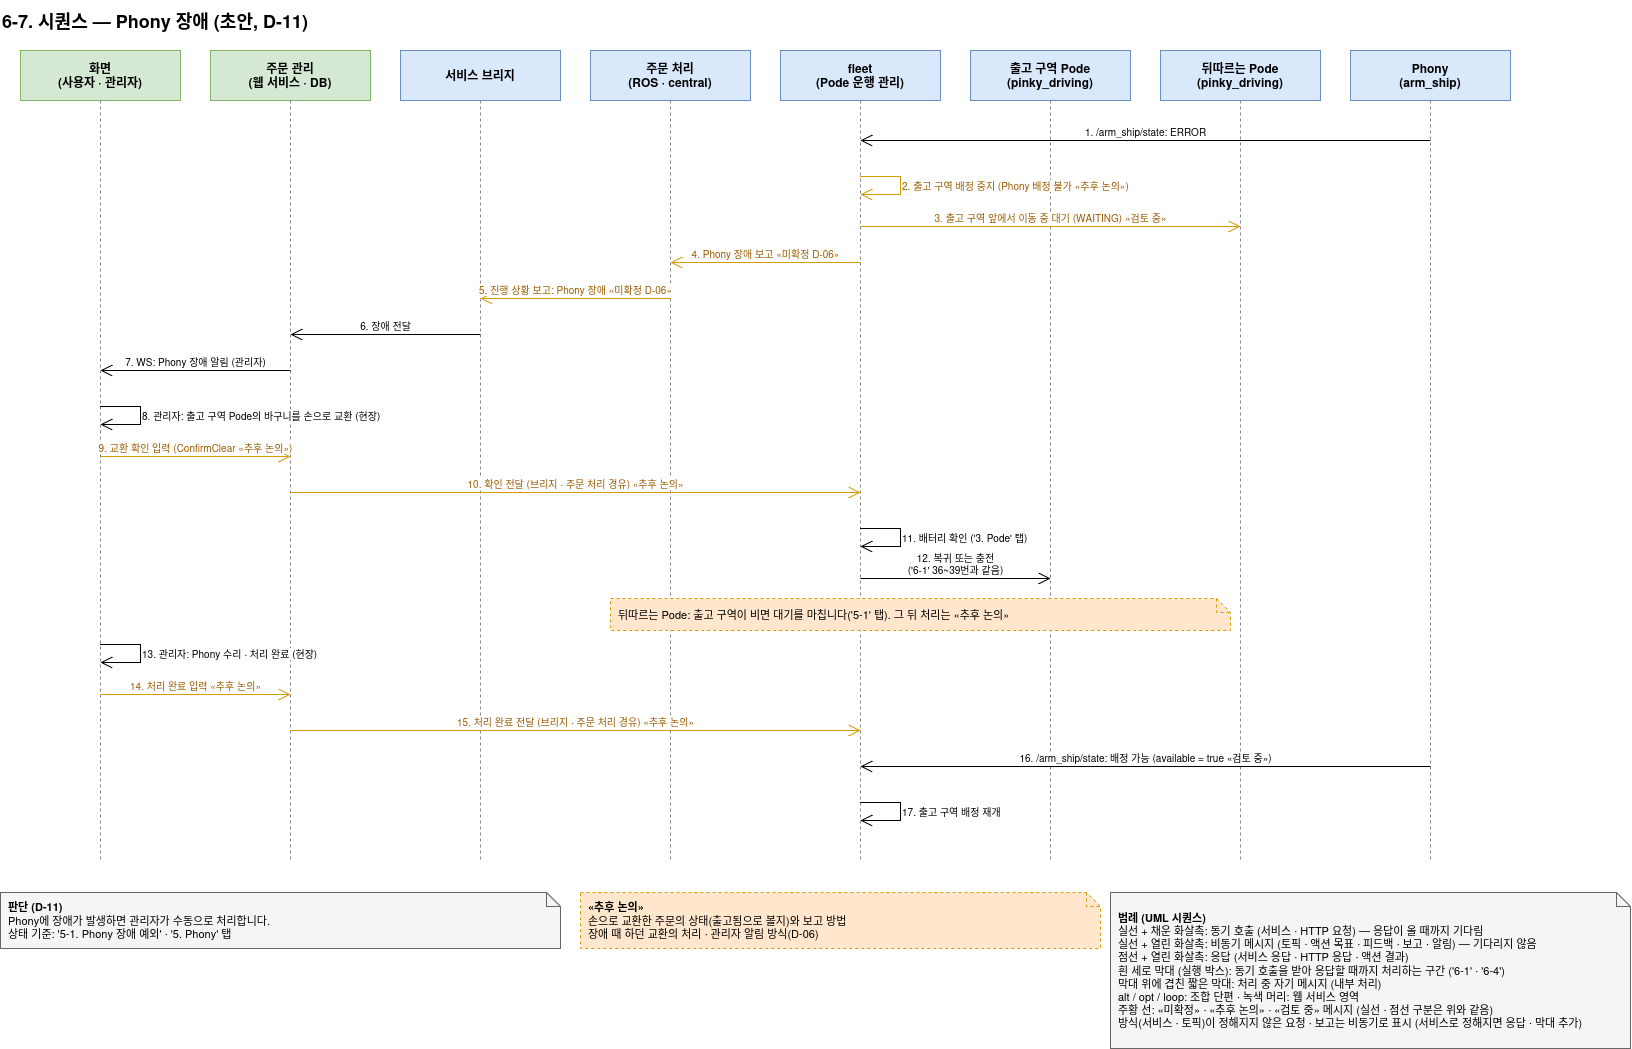 6-7. 시퀀스 — Phony 장애 (초안, D-11)
화면
(사용자 · 관리자)
주문 관리
(웹 서비스 · DB)
서비스 브리지
주문 처리
(ROS · central)
fleet
(Pode 운행 관리)
출고 구역 Pode
(pinky_driving)
뒤따르는 Pode
(pinky_driving)
Phony
(arm_ship)
1. /arm_ship/state: ERROR
2. 출고 구역 배정 중지 (Phony 배정 불가 «추후 논의»)
3. 출고 구역 앞에서 이동 중 대기 (WAITING) «검토 중»
4. Phony 장애 보고 «미확정 D-06»
5. 진행 상황 보고: Phony 장애 «미확정 D-06»
6. 장애 전달
7. WS: Phony 장애 알림 (관리자)
8. 관리자: 출고 구역 Pode의 바구니를 손으로 교환 (현장)
9. 교환 확인 입력 (ConfirmClear «추후 논의»)
10. 확인 전달 (브리지 · 주문 처리 경유) «추후 논의»
11. 배터리 확인 ('3. Pode' 탭)
12. 복귀 또는 충전
('6-1' 36~39번과 같음)
뒤따르는 Pode: 출고 구역이 비면 대기를 마칩니다('5-1' 탭). 그 뒤 처리는 «추후 논의»
13. 관리자: Phony 수리 · 처리 완료 (현장)
14. 처리 완료 입력 «추후 논의»
15. 처리 완료 전달 (브리지 · 주문 처리 경유) «추후 논의»
16. /arm_ship/state: 배정 가능 (available = true «검토 중»)
17. 출고 구역 배정 재개
판단 (D-11)
Phony에 장애가 발생하면 관리자가 수동으로 처리합니다.
상태 기준: '5-1. Phony 장애 예외' · '5. Phony' 탭
«추후 논의»
손으로 교환한 주문의 상태(출고됨으로 볼지)와 보고 방법
장애 때 하던 교환의 처리 · 관리자 알림 방식(D-06)
범례 (UML 시퀀스)
실선 + 채운 화살촉: 동기 호출 (서비스 · HTTP 요청) — 응답이 올 때까지 기다림
실선 + 열린 화살촉: 비동기 메시지 (토픽 · 액션 목표 · 피드백 · 보고 · 알림) — 기다리지 않음
점선 + 열린 화살촉: 응답 (서비스 응답 · HTTP 응답 · 액션 결과)
흰 세로 막대 (실행 박스): 동기 호출을 받아 응답할 때까지 처리하는 구간 ('6-1' · '6-4')
막대 위에 겹친 짧은 막대: 처리 중 자기 메시지 (내부 처리)
alt / opt / loop: 조합 단편 · 녹색 머리: 웹 서비스 영역
주황 선: «미확정» · «추후 논의» · «검토 중» 메시지 (실선 · 점선 구분은 위와 같음)
방식(서비스 · 토픽)이 정해지지 않은 요청 · 보고는 비동기로 표시 (서비스로 정해지면 응답 · 막대 추가)